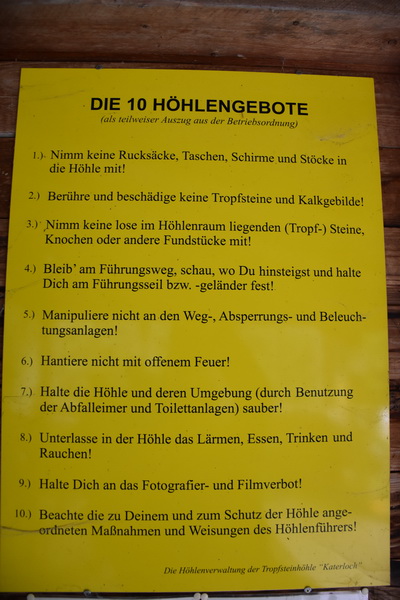 DIE 10 HÖHLENGEBOTE
(als teilweiser Auszug aus der Betriebsordnung)
1.) Nimm keine Rucksäcke, Taschen, Schirme und Stöcke in
die Höhle mit!
2.) Berühre und beschädige keine Tropfsteine und Kalkgebilde!
3.) Nimm keine lose im Höhlenraum liegenden (Tropf-) Steine,
Knochen oder andere Fundstücke mit!
4.) Bleib' am Führungsweg, schau, wo Du hinsteigst und halte
Dich am Führungsseil bzw. -geländer fest!
5.) Manipuliere nicht an den Weg-, Absperrungs- und Beleuch-
tungsanlagen!
6.) Hantiere nicht mit offenem Feuer!
7.) Halte die Höhle und deren Umgebung (durch Benutzung
der Abfalleimer und Toilettanlagen) sauber!
8.) Unterlasse in der Höhle das Lärmen, Essen, Trinken und
Rauchen!
9.) Halte Dich an das Fotografier- und Filmverbot!
10.) Beachte die zu Deinem und zum Schutz der Höhle ange-
ordneten Maßnahmen und Weisungen des Höhlenführers!
Die Höhlenverwaltung der Tropfsteinhöhle "Katerloch"